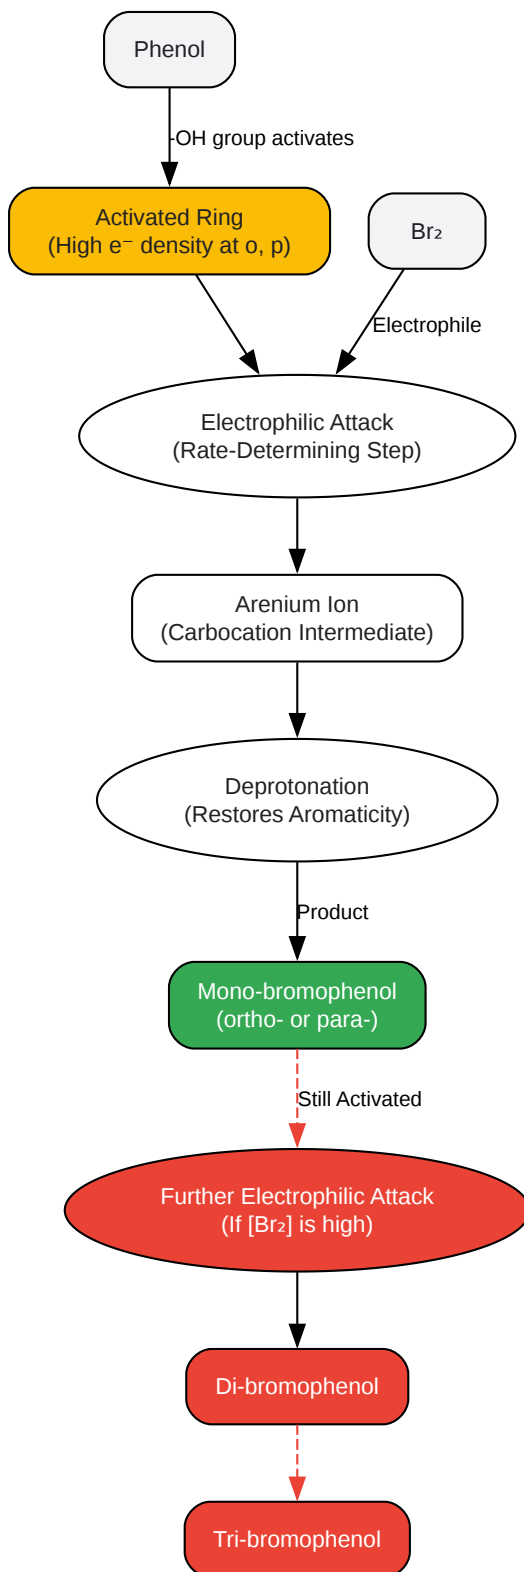 Phenol
-OH group activates
Activated Ring
(High e⁻ density at o, p)
Br₂
Electrophile
Electrophilic Attack
(Rate-Determining Step)
Arenium Ion
(Carbocation Intermediate)
Deprotonation
(Restores Aromaticity)
Product
Mono-bromophenol
(ortho- or para-)
Still Activated
Further Electrophilic Attack
(If [Br₂] is high)
Di-bromophenol
Tri-bromophenol